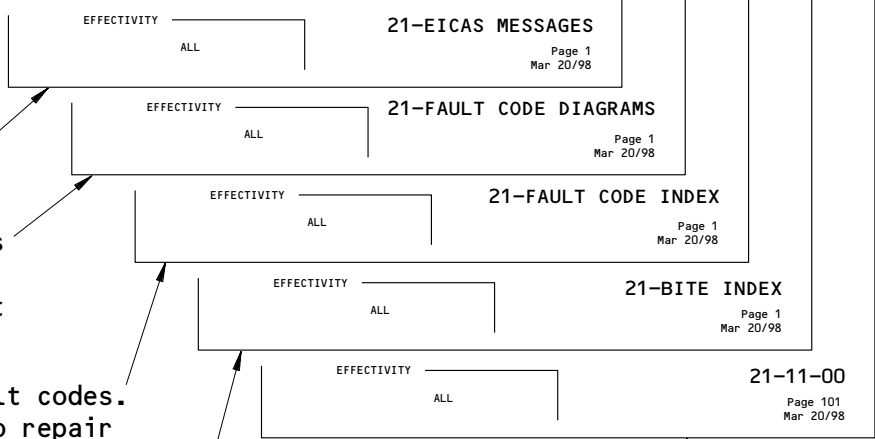 EFFECTIVITY
ALL
21-EICAS MESSAGES
Page 1
Mar 20/98
EFFECTIVITY
ALL
21-FAULT CODE DIAGRAMS
Page 1
Mar 20/98
EFFECTIVITY
ALL
21-FAULT CODE INDEX
Page 1
Mar 20/98
EFFECTIVITY
ALL
21-BITE INDEX
Page 1
Mar 20/98
EFFECTIVITY
ALL
21-11-00
Page 101
Mar 20/98
codes.
repair